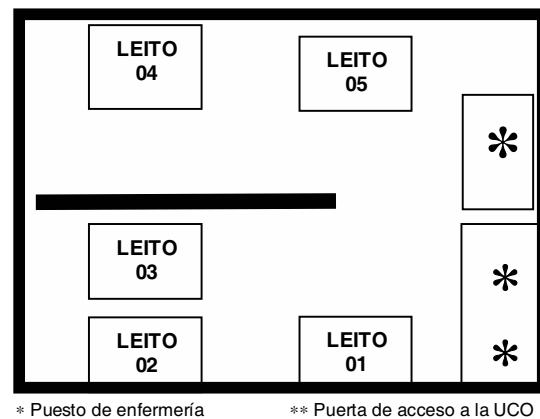 LEITO
04
LEITO
05
*
LEITO
03
*
LEITO
02
LEITO
01
*
* Puesto de enfermería
** Puerta de acceso a la UCO